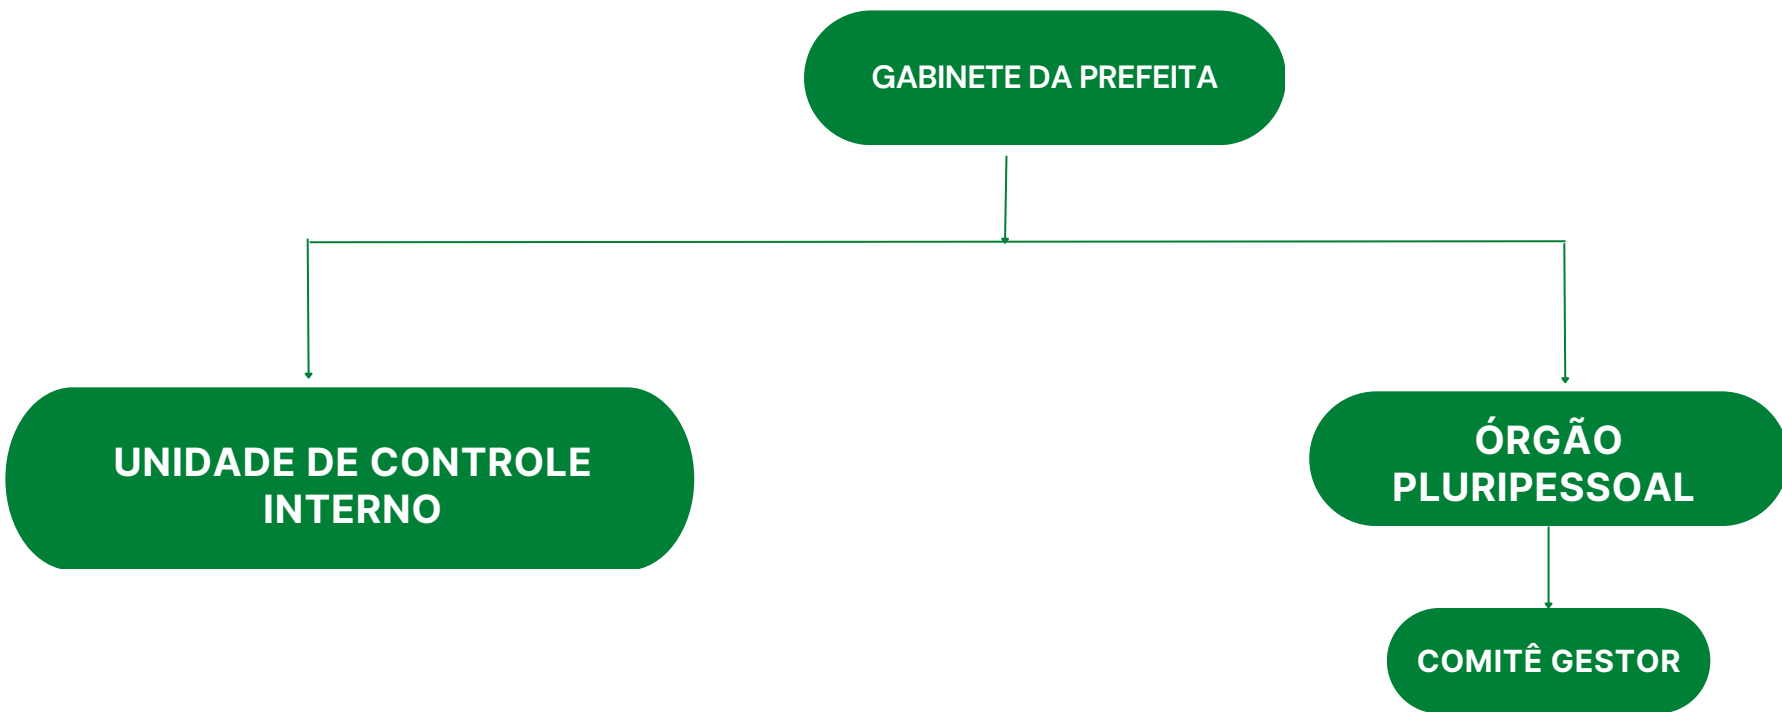 GABINETE DA PREFEITA
UNIDADE DE CONTROLE
INTERNO
ÓRGÃO
PLURIPESSOAL
COMITÊ GESTOR